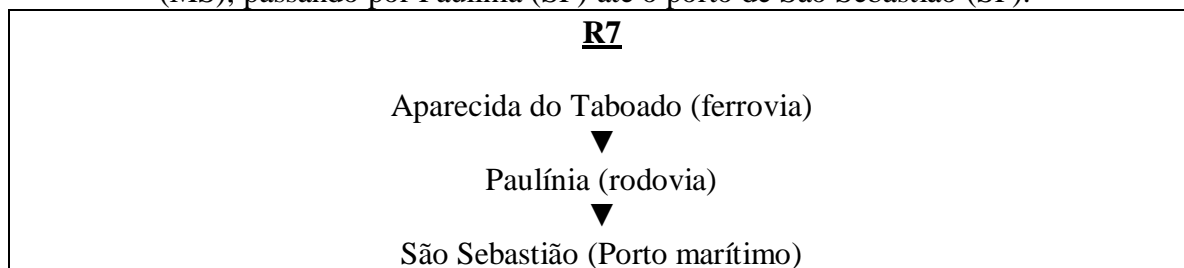 (MS), passando por Paulínia (SP) até o porto de São Sebastião (SP).
R7
Aparecida do Taboado (ferrovia)
▼
Paulínia (rodovia)
▼
São Sebastião (Porto marítimo)